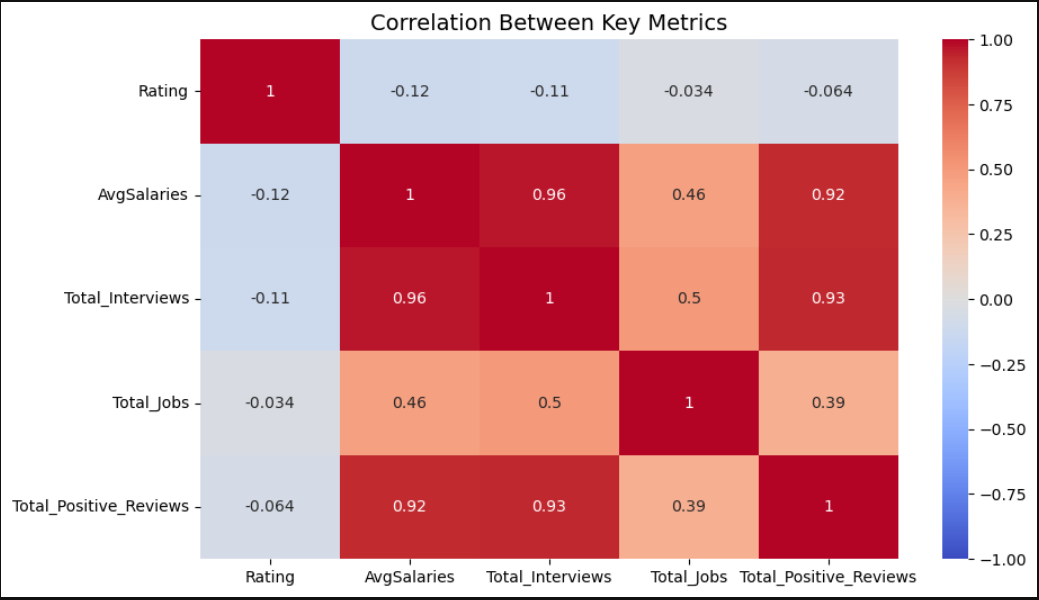 Correlation Between Key Metrics
Rating 1 -0.12 -0.11 -0.034 -0.064
AvgSalaries -0.12 1 0.96 0.46 0.92
Total_Interviews -0.11 0.96 1 0.5 0.93
Total_Jobs -0.034 0.46 0.5 1 0.39
Total_Positive_Reviews -0.064 0.92 0.93 0.39 1
Rating AvgSalaries Total_Interviews Total_Jobs Total_Positive_Reviews
1.00
0.75
0.50
0.25
0.00
−0.25
−0.50
−0.75
−1.00